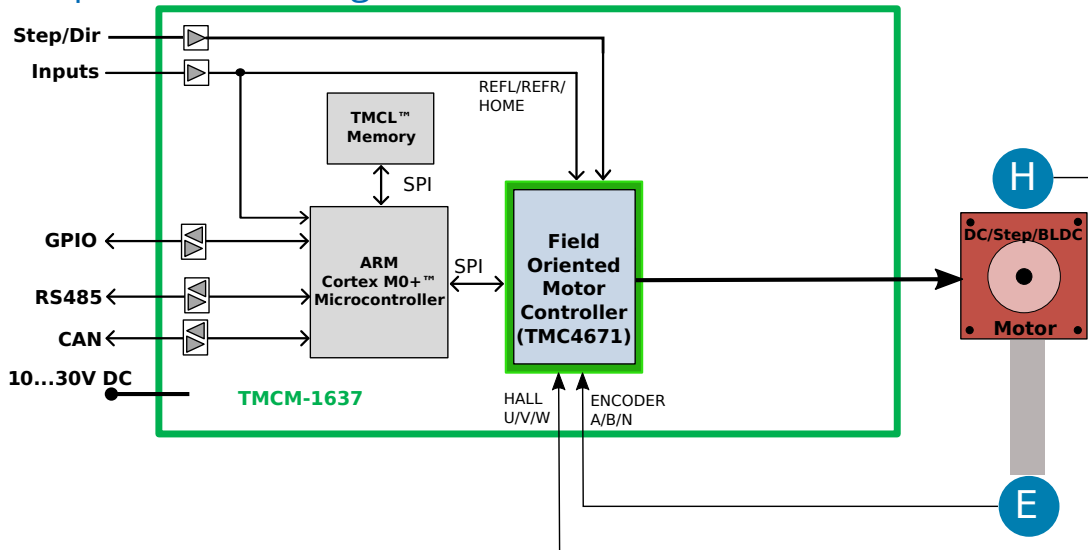 Step/Dir
Inputs
REFL/REFR/
HOME
TMCL™
Memory
SPI
H
GPIO
ARM
Cortex M0+™
Microcontroller
SPI
Field
Oriented
Motor
Controller
(TMC4671)
DC/Step/BLDC
Motor
RS485
CAN
10...30V DC
TMCM-1637
HALL
U/V/W
ENCODER
A/B/N
E